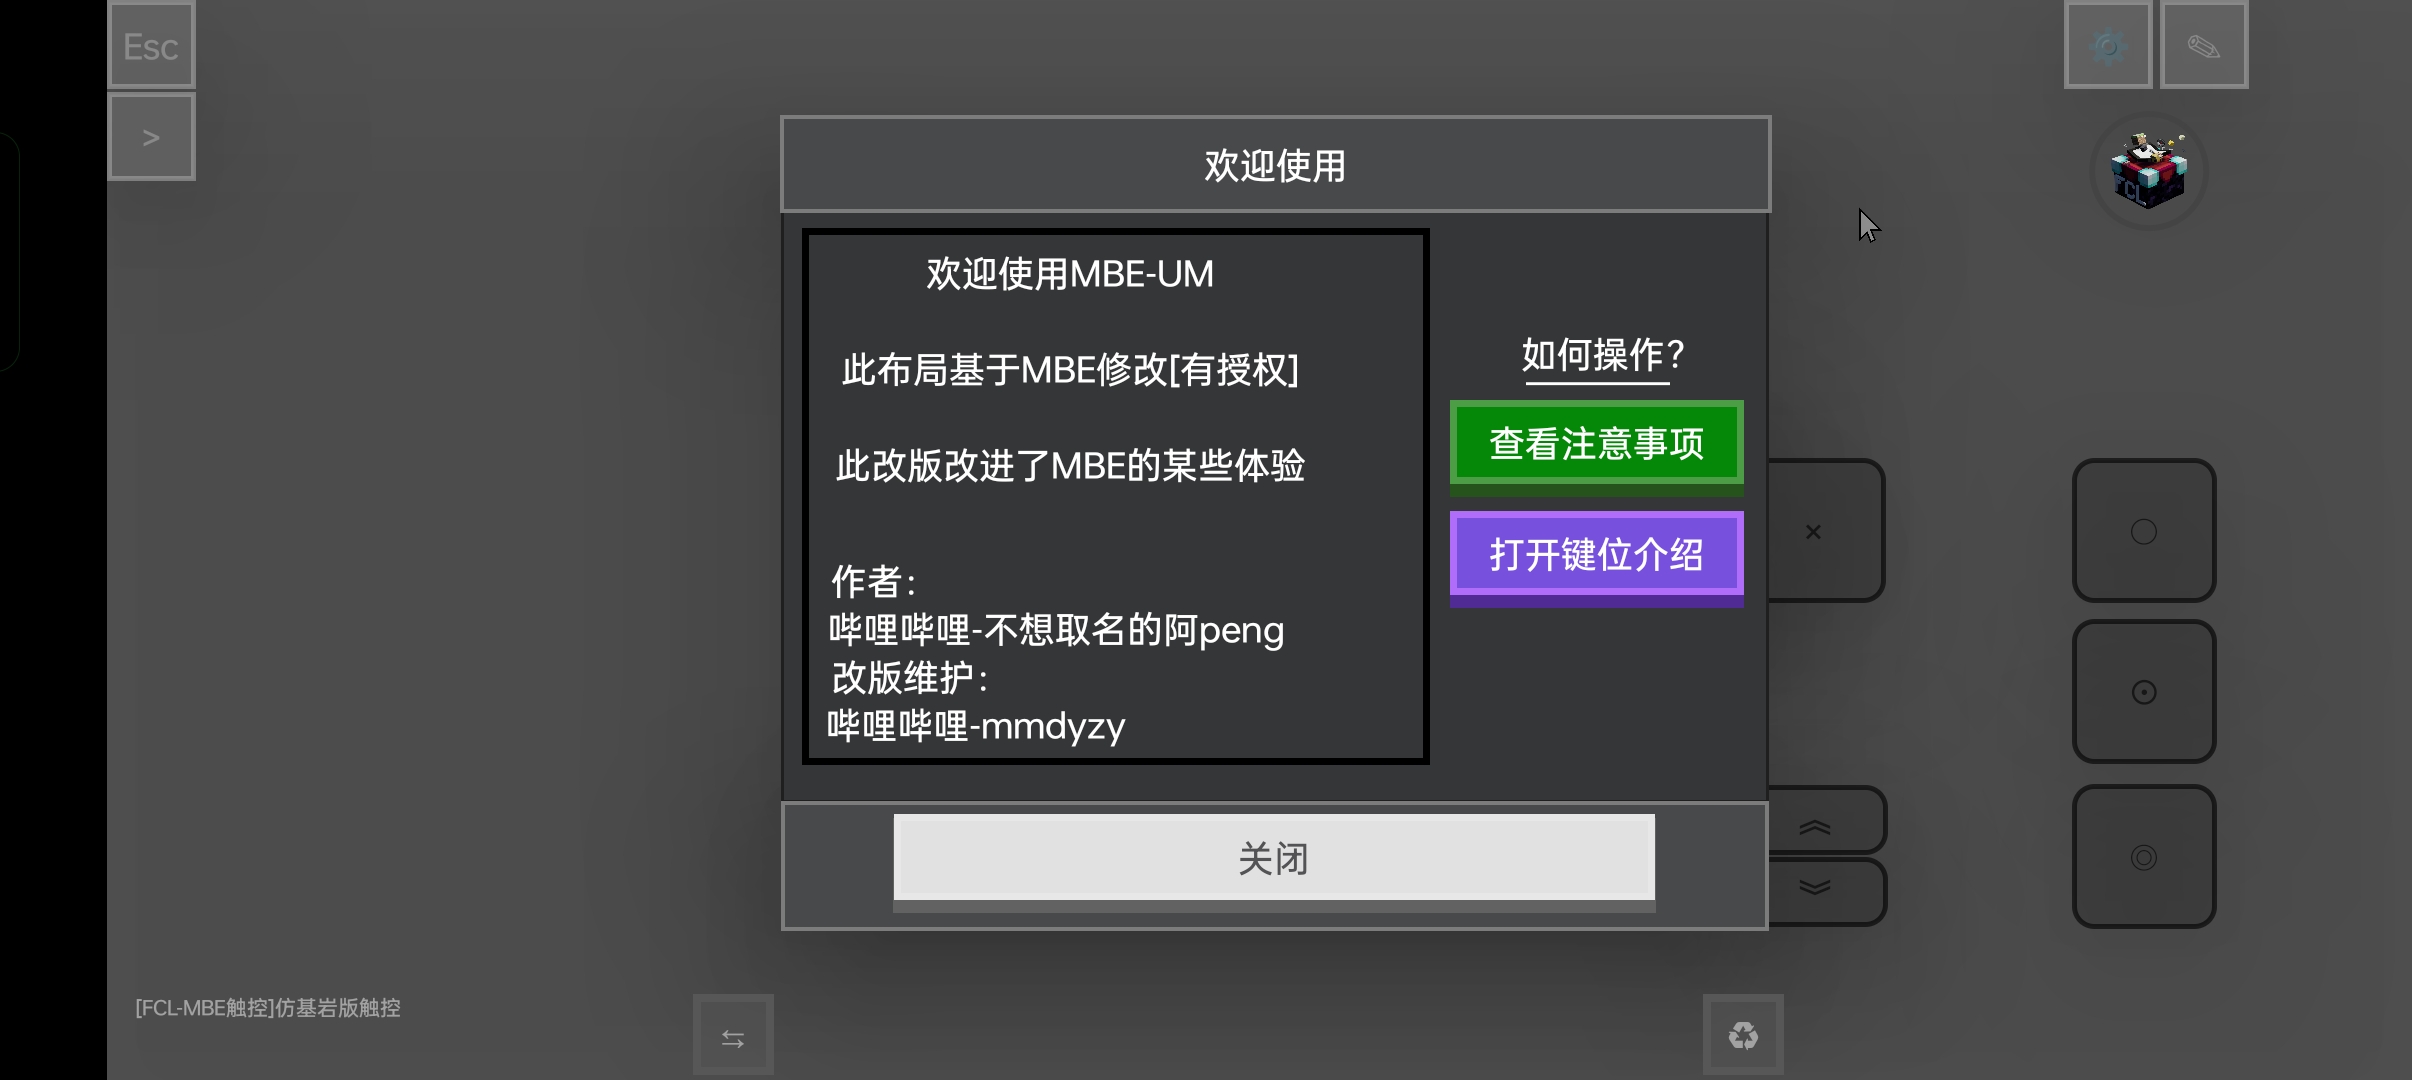 Esc
>
欢迎使用
欢迎使用MBE-UM
此布局基于MBE修改[有授权]
此改版改进了MBE的某些体验
作者：
哔哩哔哩-不想取名的阿peng
改版维护：
哔哩哔哩-mmdyzy
如何操作？
查看注意事项
打开键位介绍
关闭
FCL
[FCL-MBE触控]仿基岩版触控